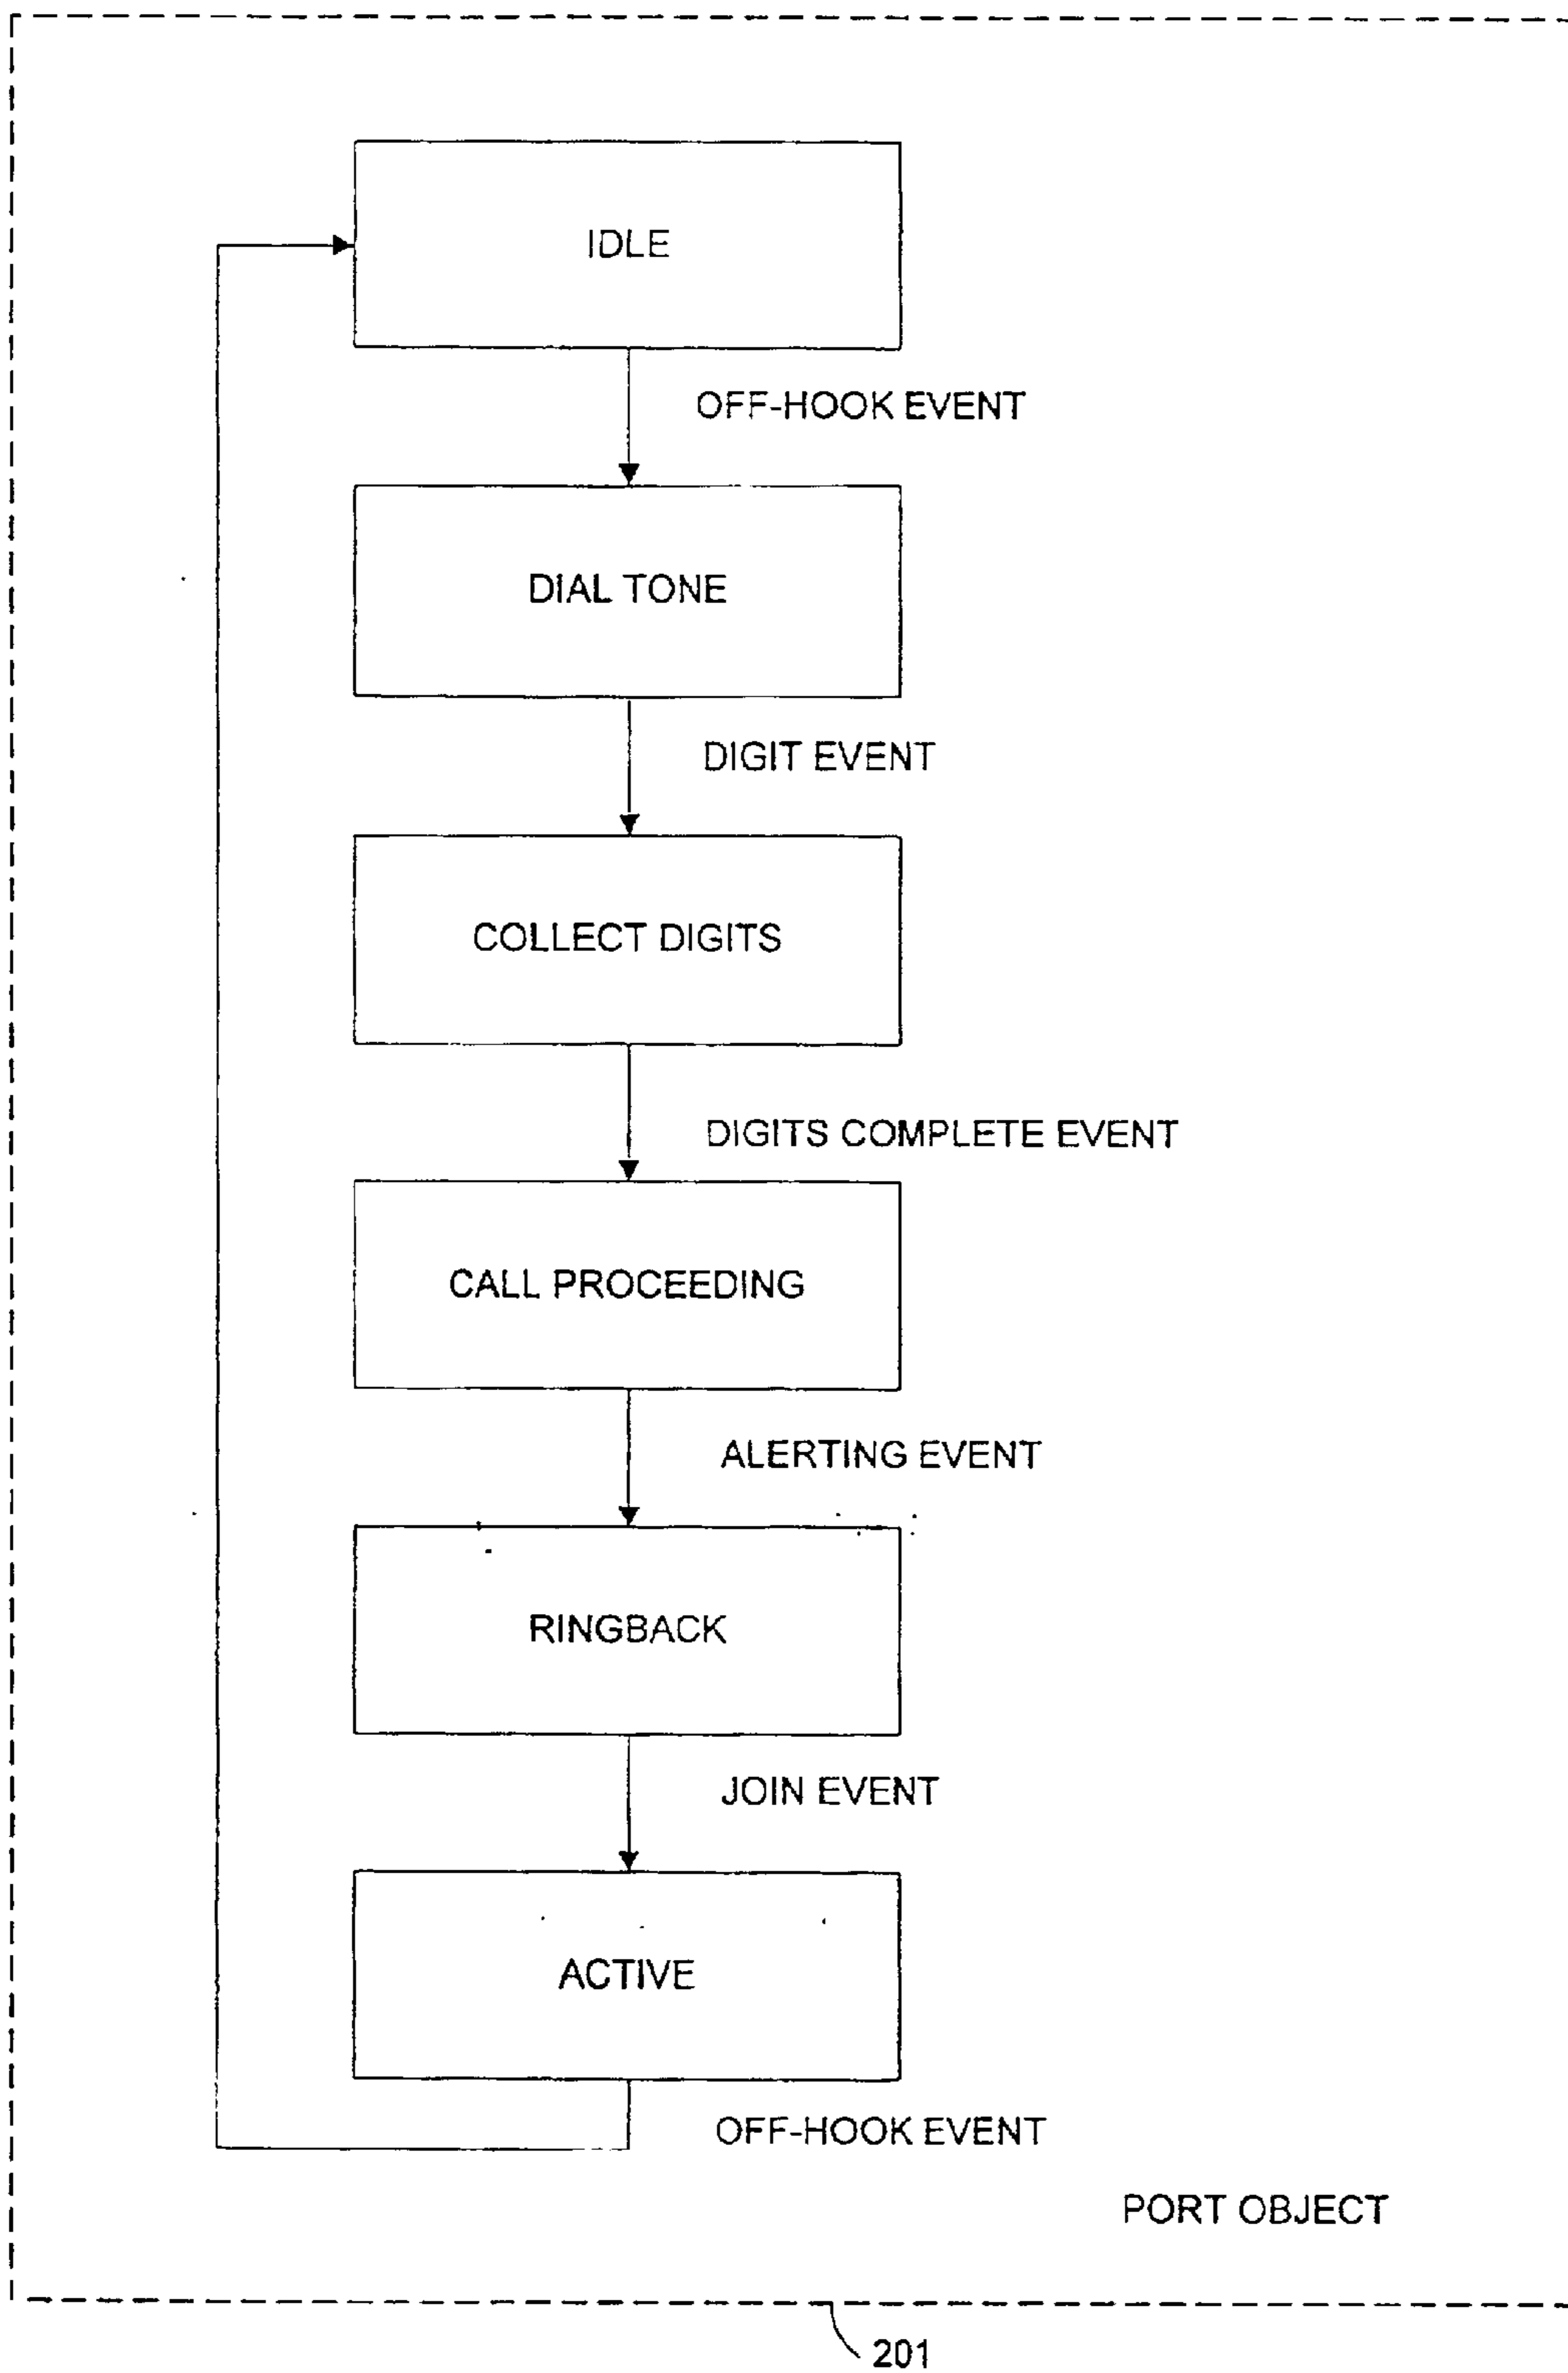 IDLE
OFF-HOOK EVENT
DIAL TONE
DIGIT EVENT
COLLECT DIGITS
DIGITS COMPLETE EVENT
CALL PROCEEDING
ALERTING EVENT
RINGBACK
JOIN EVENT
ACTIVE
OFF-HOOK EVENT
PORT OBJECT
201